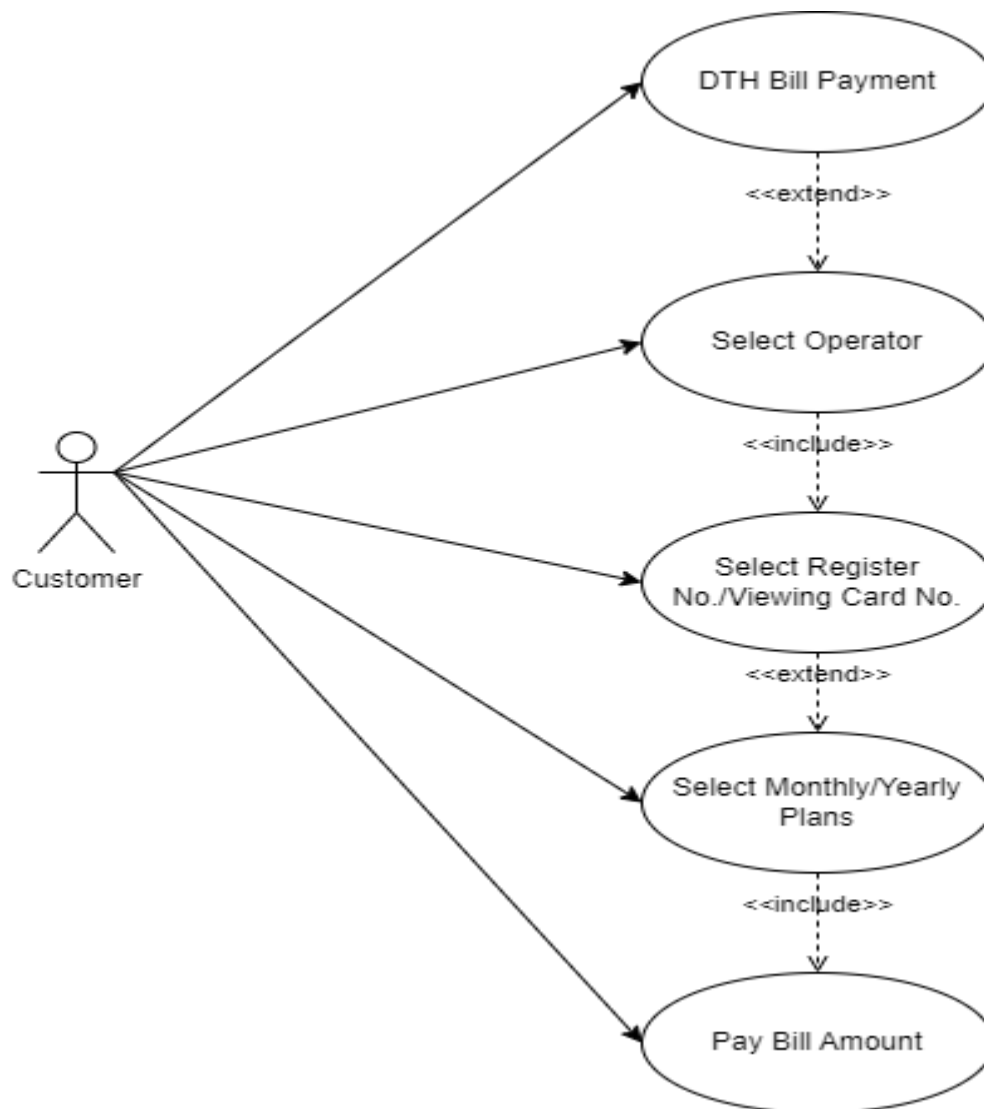 DTH Bill Payment
<<extend>>
Select Operator
<<include>>
Customer
Select Register
No./Viewing Card No.
<<extend>>
Select Monthly/Yearly
Plans
<<include>>
Pay Bill Amount